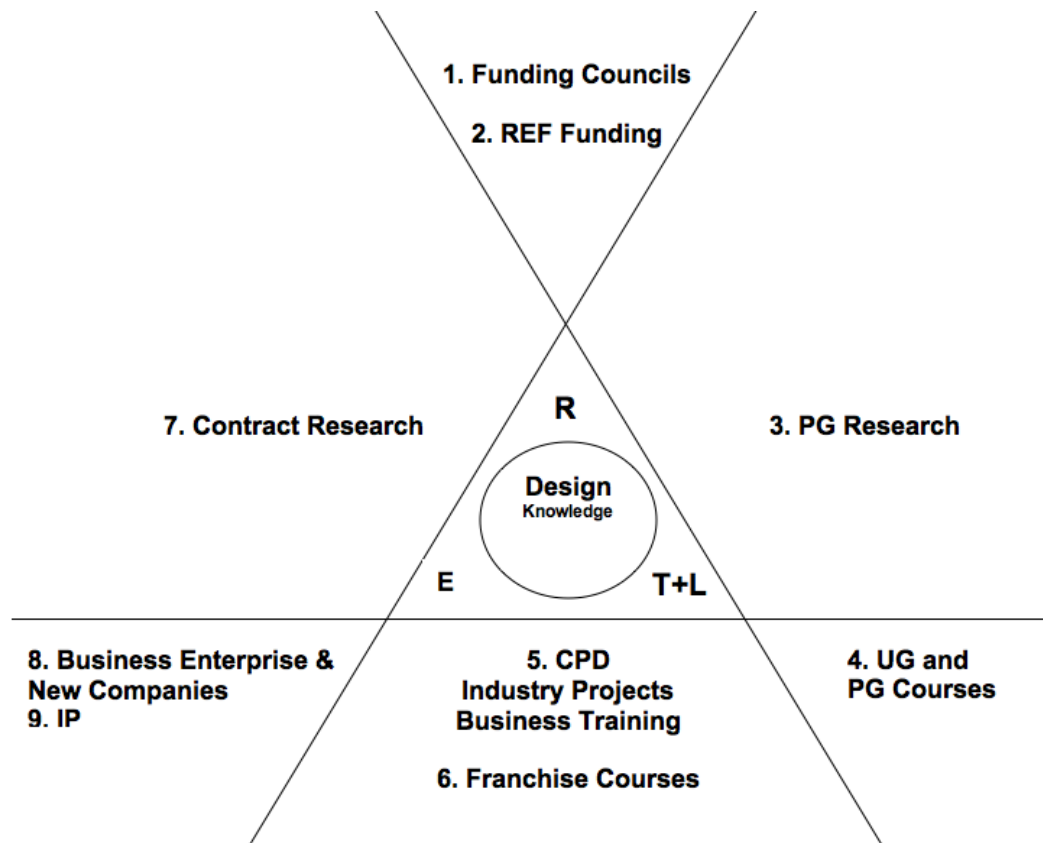 1. Funding Councils
2. REF Funding
7. Contract Research
R
3. PG Research
Design
Knowledge
E
T+L
8. Business Enterprise &
New Companies
9. IP
5. CPD
Industry Projects
Business Training
6. Franchise Courses
4. UG and
PG Courses